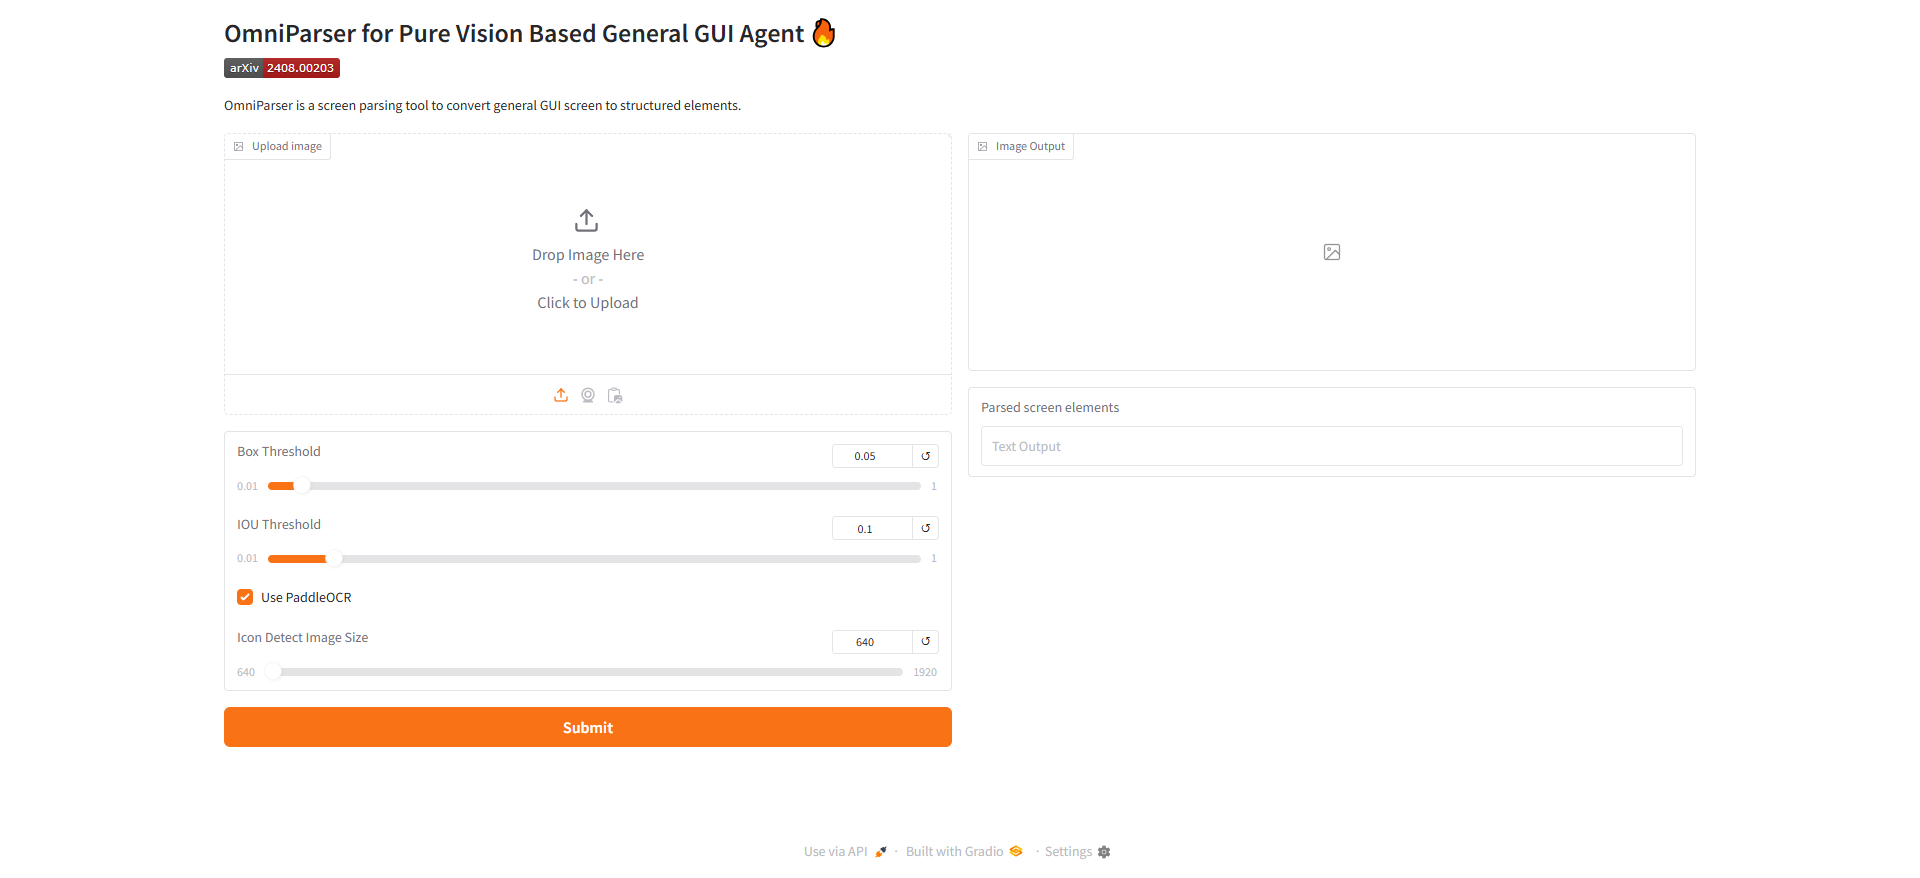 OmniParser for Pure Vision Based General GUI Agent 🔥
arXiv 2408.00203
OmniParser is a screen parsing tool to convert general GUI screen to structured elements.
Upload image
Drop Image Here
- or -
Click to Upload
Box Threshold
0.05
0.01
1
IOU Threshold
0.1
0.01
1
Use PaddleOCR
Icon Detect Image Size
640
640
1920
Submit
Image Output
Parsed screen elements
Text Output
Use via API · Built with Gradio · Settings